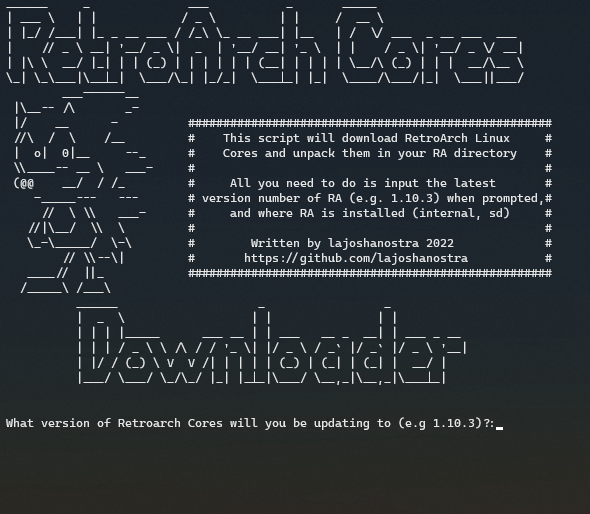 RetroArch Cores
This script will download RetroArch Linux
Cores and unpack them in your RA directory
All you need to do is input the latest
version number of RA (e.g. 1.10.3) when prompted,
and where RA is installed (internal, sd)
Written by lajoshanostra 2022
https://github.com/lajoshanostra
Downloader
What version of Retroarch Cores will you be updating to (e.g 1.10.3)?: